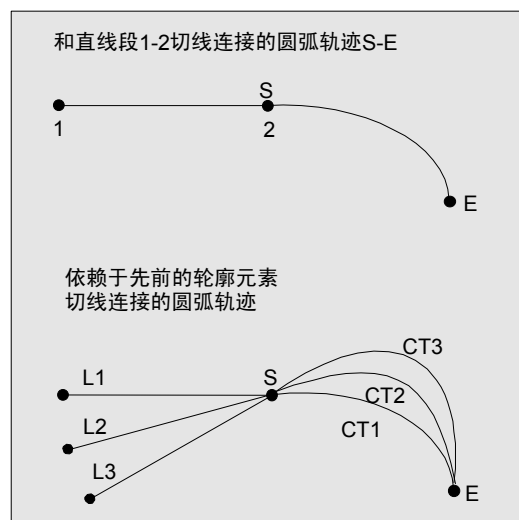 和直线段1-2切线连接的圆弧轨迹S-E
S
1
2
E
依赖于先前的轮廓元素
切线连接的圆弧轨迹
CT3
L1
S
CT2
L2
CT1
L3
E